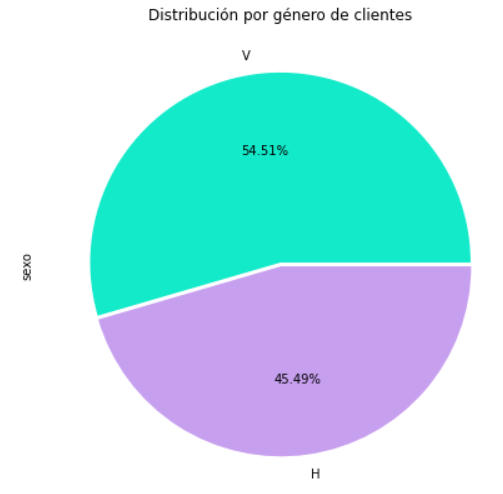 Distribución por género de clientes
V
54.51%
sexo
45.49%
H